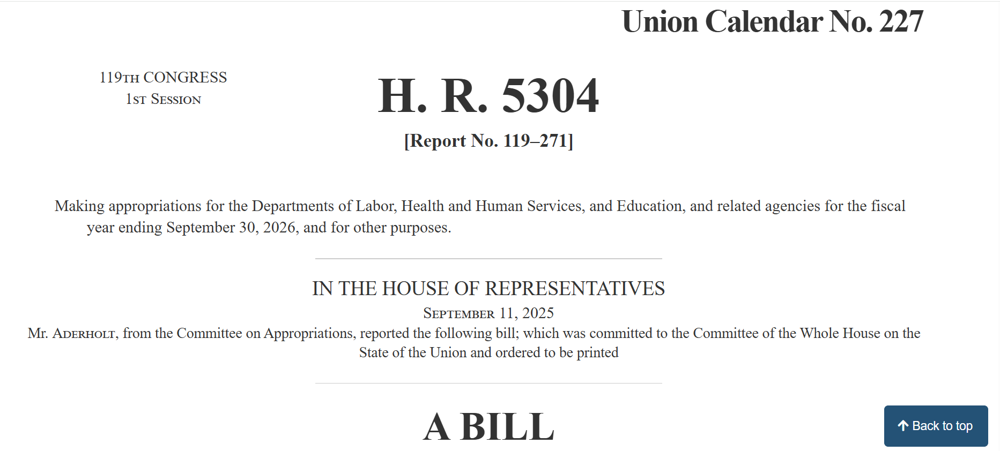 Union Calendar No. 227
119TH CONGRESS
1ST SESSION
H. R. 5304
[Report No. 119–271]
Making appropriations for the Departments of Labor, Health and Human Services, and Education, and related agencies for the fiscal
year ending September 30, 2026, and for other purposes.
IN THE HOUSE OF REPRESENTATIVES
SEPTEMBER 11, 2025
Mr. ADERHOLT, from the Committee on Appropriations, reported the following bill; which was committed to the Committee of the Whole House on the
State of the Union and ordered to be printed
A BILL
Back to top